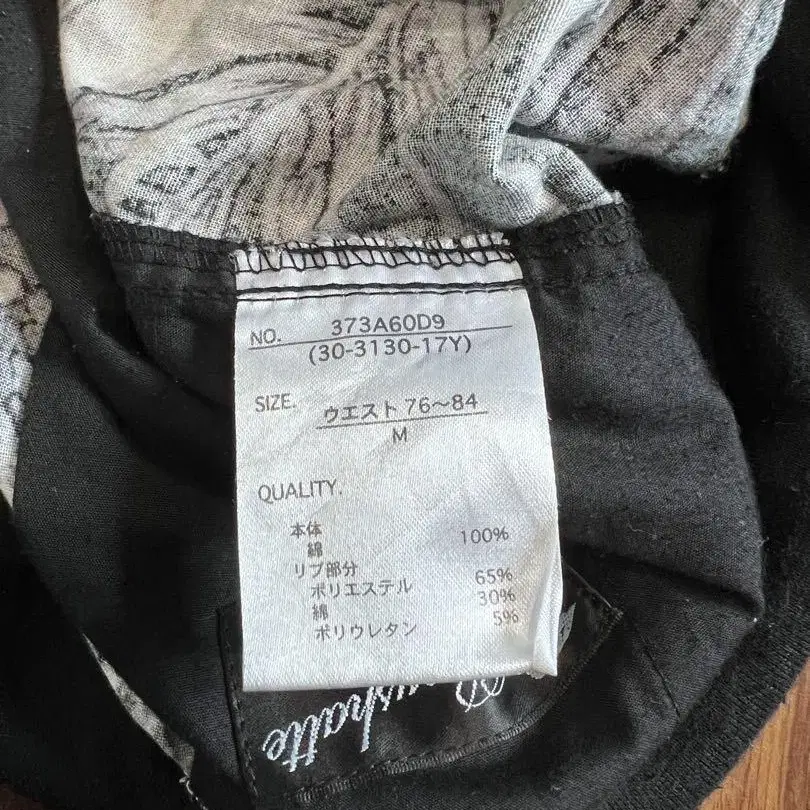 NO. 373A60D9
(30-3130-17Y)
SIZE. ウエスト 76〜84
M
QUALITY.
本体
綿 100%
リブ部分
ポリエステル 65%
綿 30%
ポリウレタン 5%